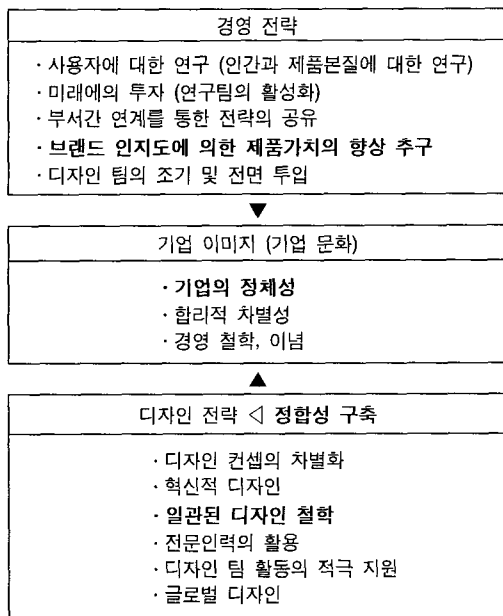 경영 전략
· 사용자에 대한 연구 (인간과 제품본질에 대한 연구)
· 미래에의 투자 (연구팀의 활성화)
· 부서간 연계를 통한 전략의 공유
· 브랜드 인지도에 의한 제품가치의 향상 추구
· 디자인 팀의 조기 및 전면 투입
▼
기업 이미지 (기업 문화)
· 기업의 정체성
· 합리적 차별성
· 경영 철학, 이념
▲
디자인 전략 ◁ 정합성 구축
· 디자인 컨셉의 차별화
· 혁신적 디자인
· 일관된 디자인 철학
· 전문인력의 활용
· 디자인 팀 활동의 적극 지원
· 글로벌 디자인